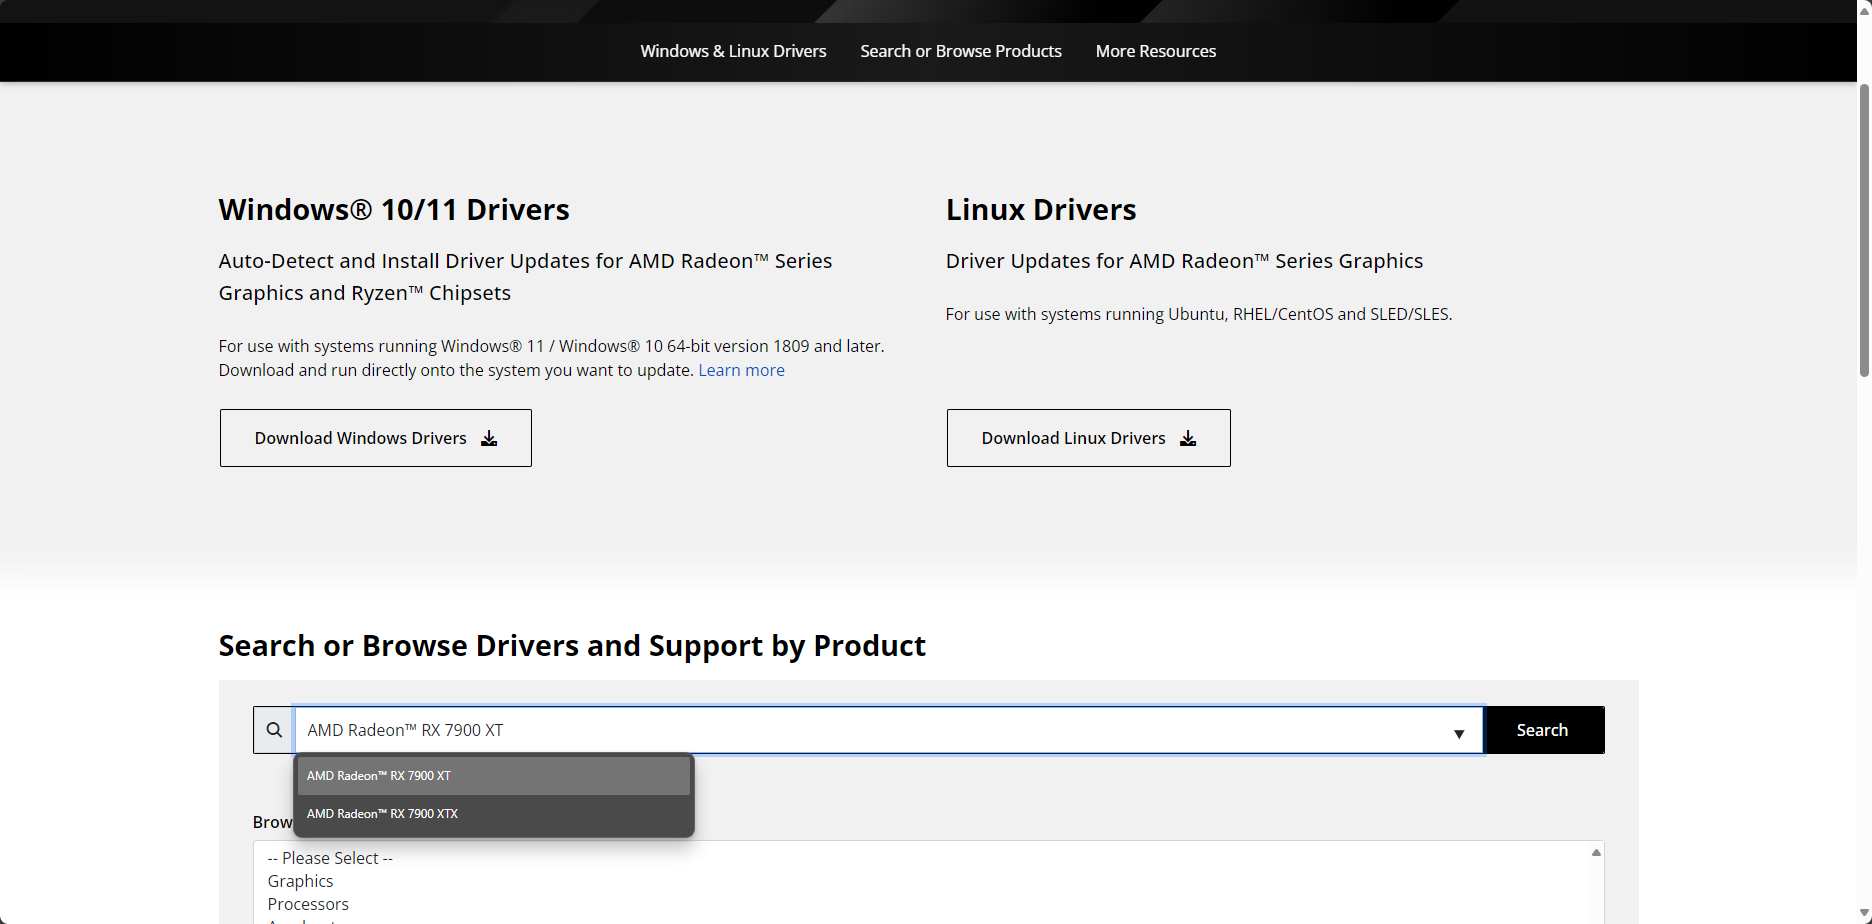 Windows & Linux Drivers
Search or Browse Products
More Resources
Windows® 10/11 Drivers
Auto-Detect and Install Driver Updates for AMD Radeon™ Series
Graphics and Ryzen™ Chipsets
For use with systems running Windows® 11 / Windows® 10 64-bit version 1809 and later.
Download and run directly onto the system you want to update. Learn more
Download Windows Drivers
Linux Drivers
Driver Updates for AMD Radeon™ Series Graphics
For use with systems running Ubuntu, RHEL/CentOS and SLED/SLES.
Download Linux Drivers
Search or Browse Drivers and Support by Product
AMD Radeon™ RX 7900 XT
Search
AMD Radeon™ RX 7900 XT
AMD Radeon™ RX 7900 XTX
Brow
-- Please Select --
Graphics
Processors